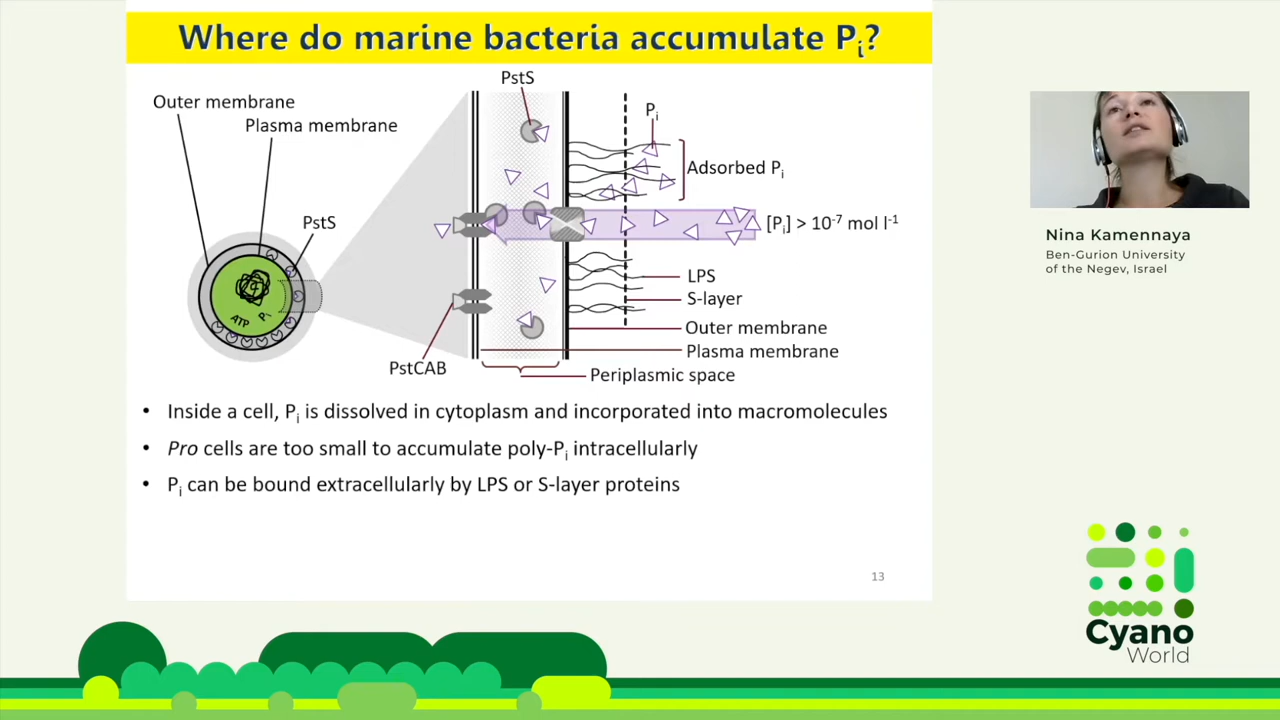 Where do marine bacteria accumulate Pi?
PstS
Outer membrane
Plasma membrane
Pi
Adsorbed Pi
PstS
[Pi] > 10-7 mol l-1
LPS
S-layer
ATP
Pi
Outer membrane
Plasma membrane
PstCAB
Periplasmic space
• Inside a cell, Pi is dissolved in cytoplasm and incorporated into macromolecules
• Pro cells are too small to accumulate poly-Pi intracellularly
• Pi can be bound extracellularly by LPS or S-layer proteins
13
Nina Kamennaya
Ben-Gurion University
of the Negev, Israel
Cyano
World